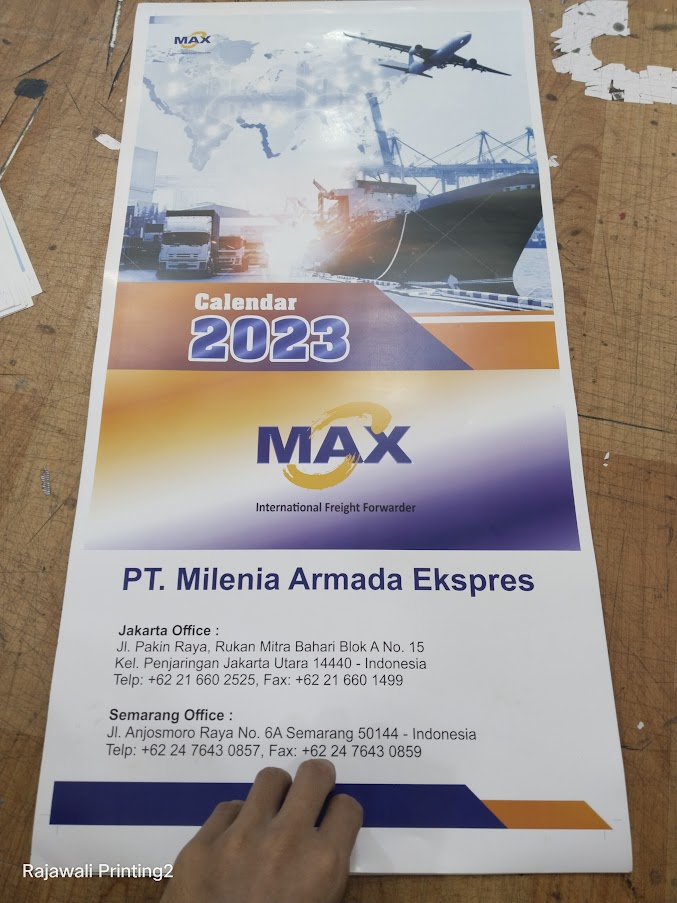 MAX
Calendar
2023
MAX
International Freight Forwarder
PT. Milenia Armada Ekspres
Jakarta Office :
Jl. Pakin Raya, Rukan Mitra Bahari Blok A No. 15
Kel. Penjaringan Jakarta Utara 14440 - Indonesia
Telp: +62 21 660 2525, Fax: +62 21 660 1499
Semarang Office :
Jl. Anjosmoro Raya No. 6A Semarang 50144 - Indonesia
Telp: +62 24 7643 0857, Fax: +62 24 7643 0859
Rajawali Printing2